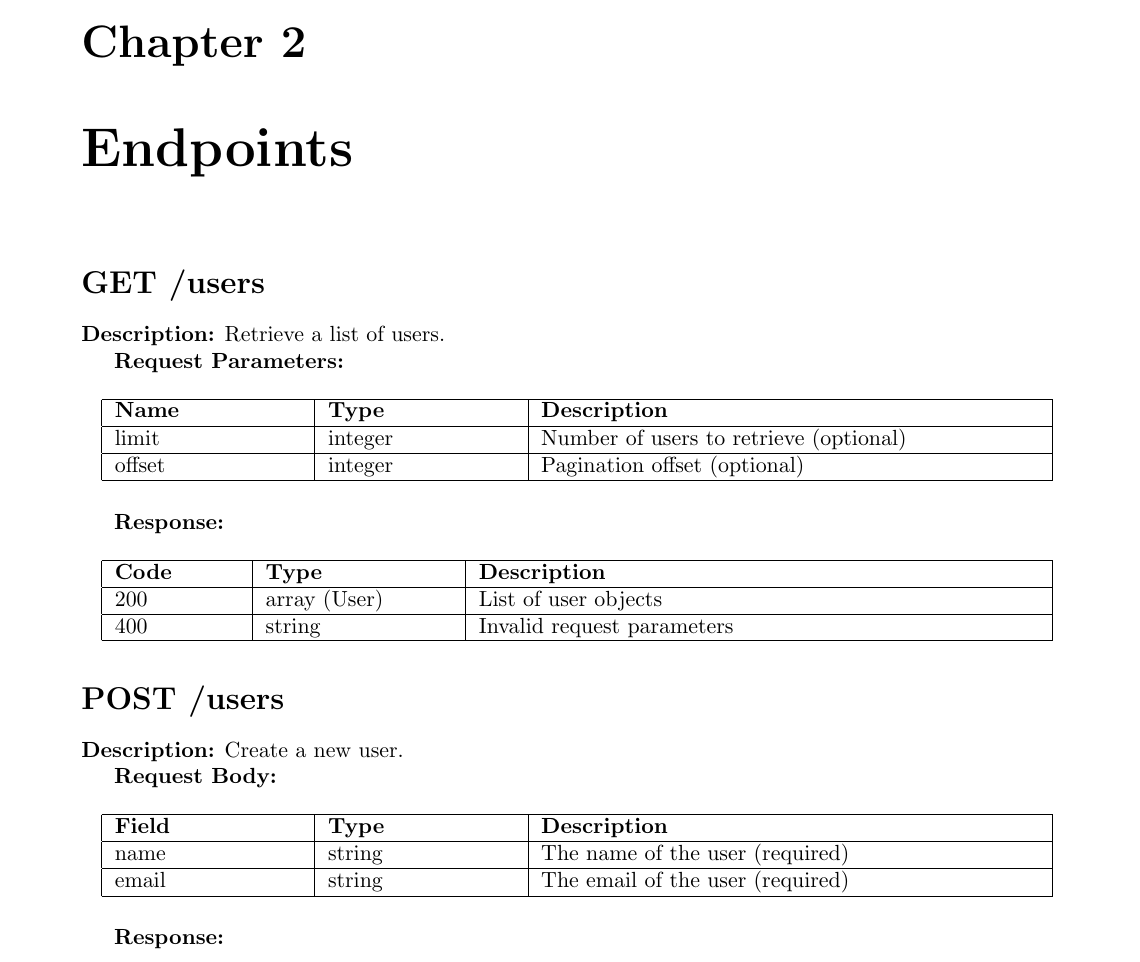 Chapter 2
Endpoints
GET /users
Description: Retrieve a list of users.
Request Parameters:
Name Type Description
limit integer Number of users to retrieve (optional)
offset integer Pagination offset (optional)
Response:
Code Type Description
200 array (User) List of user objects
400 string Invalid request parameters
POST /users
Description: Create a new user.
Request Body:
Field Type Description
name string The name of the user (required)
email string The email of the user (required)
Response: